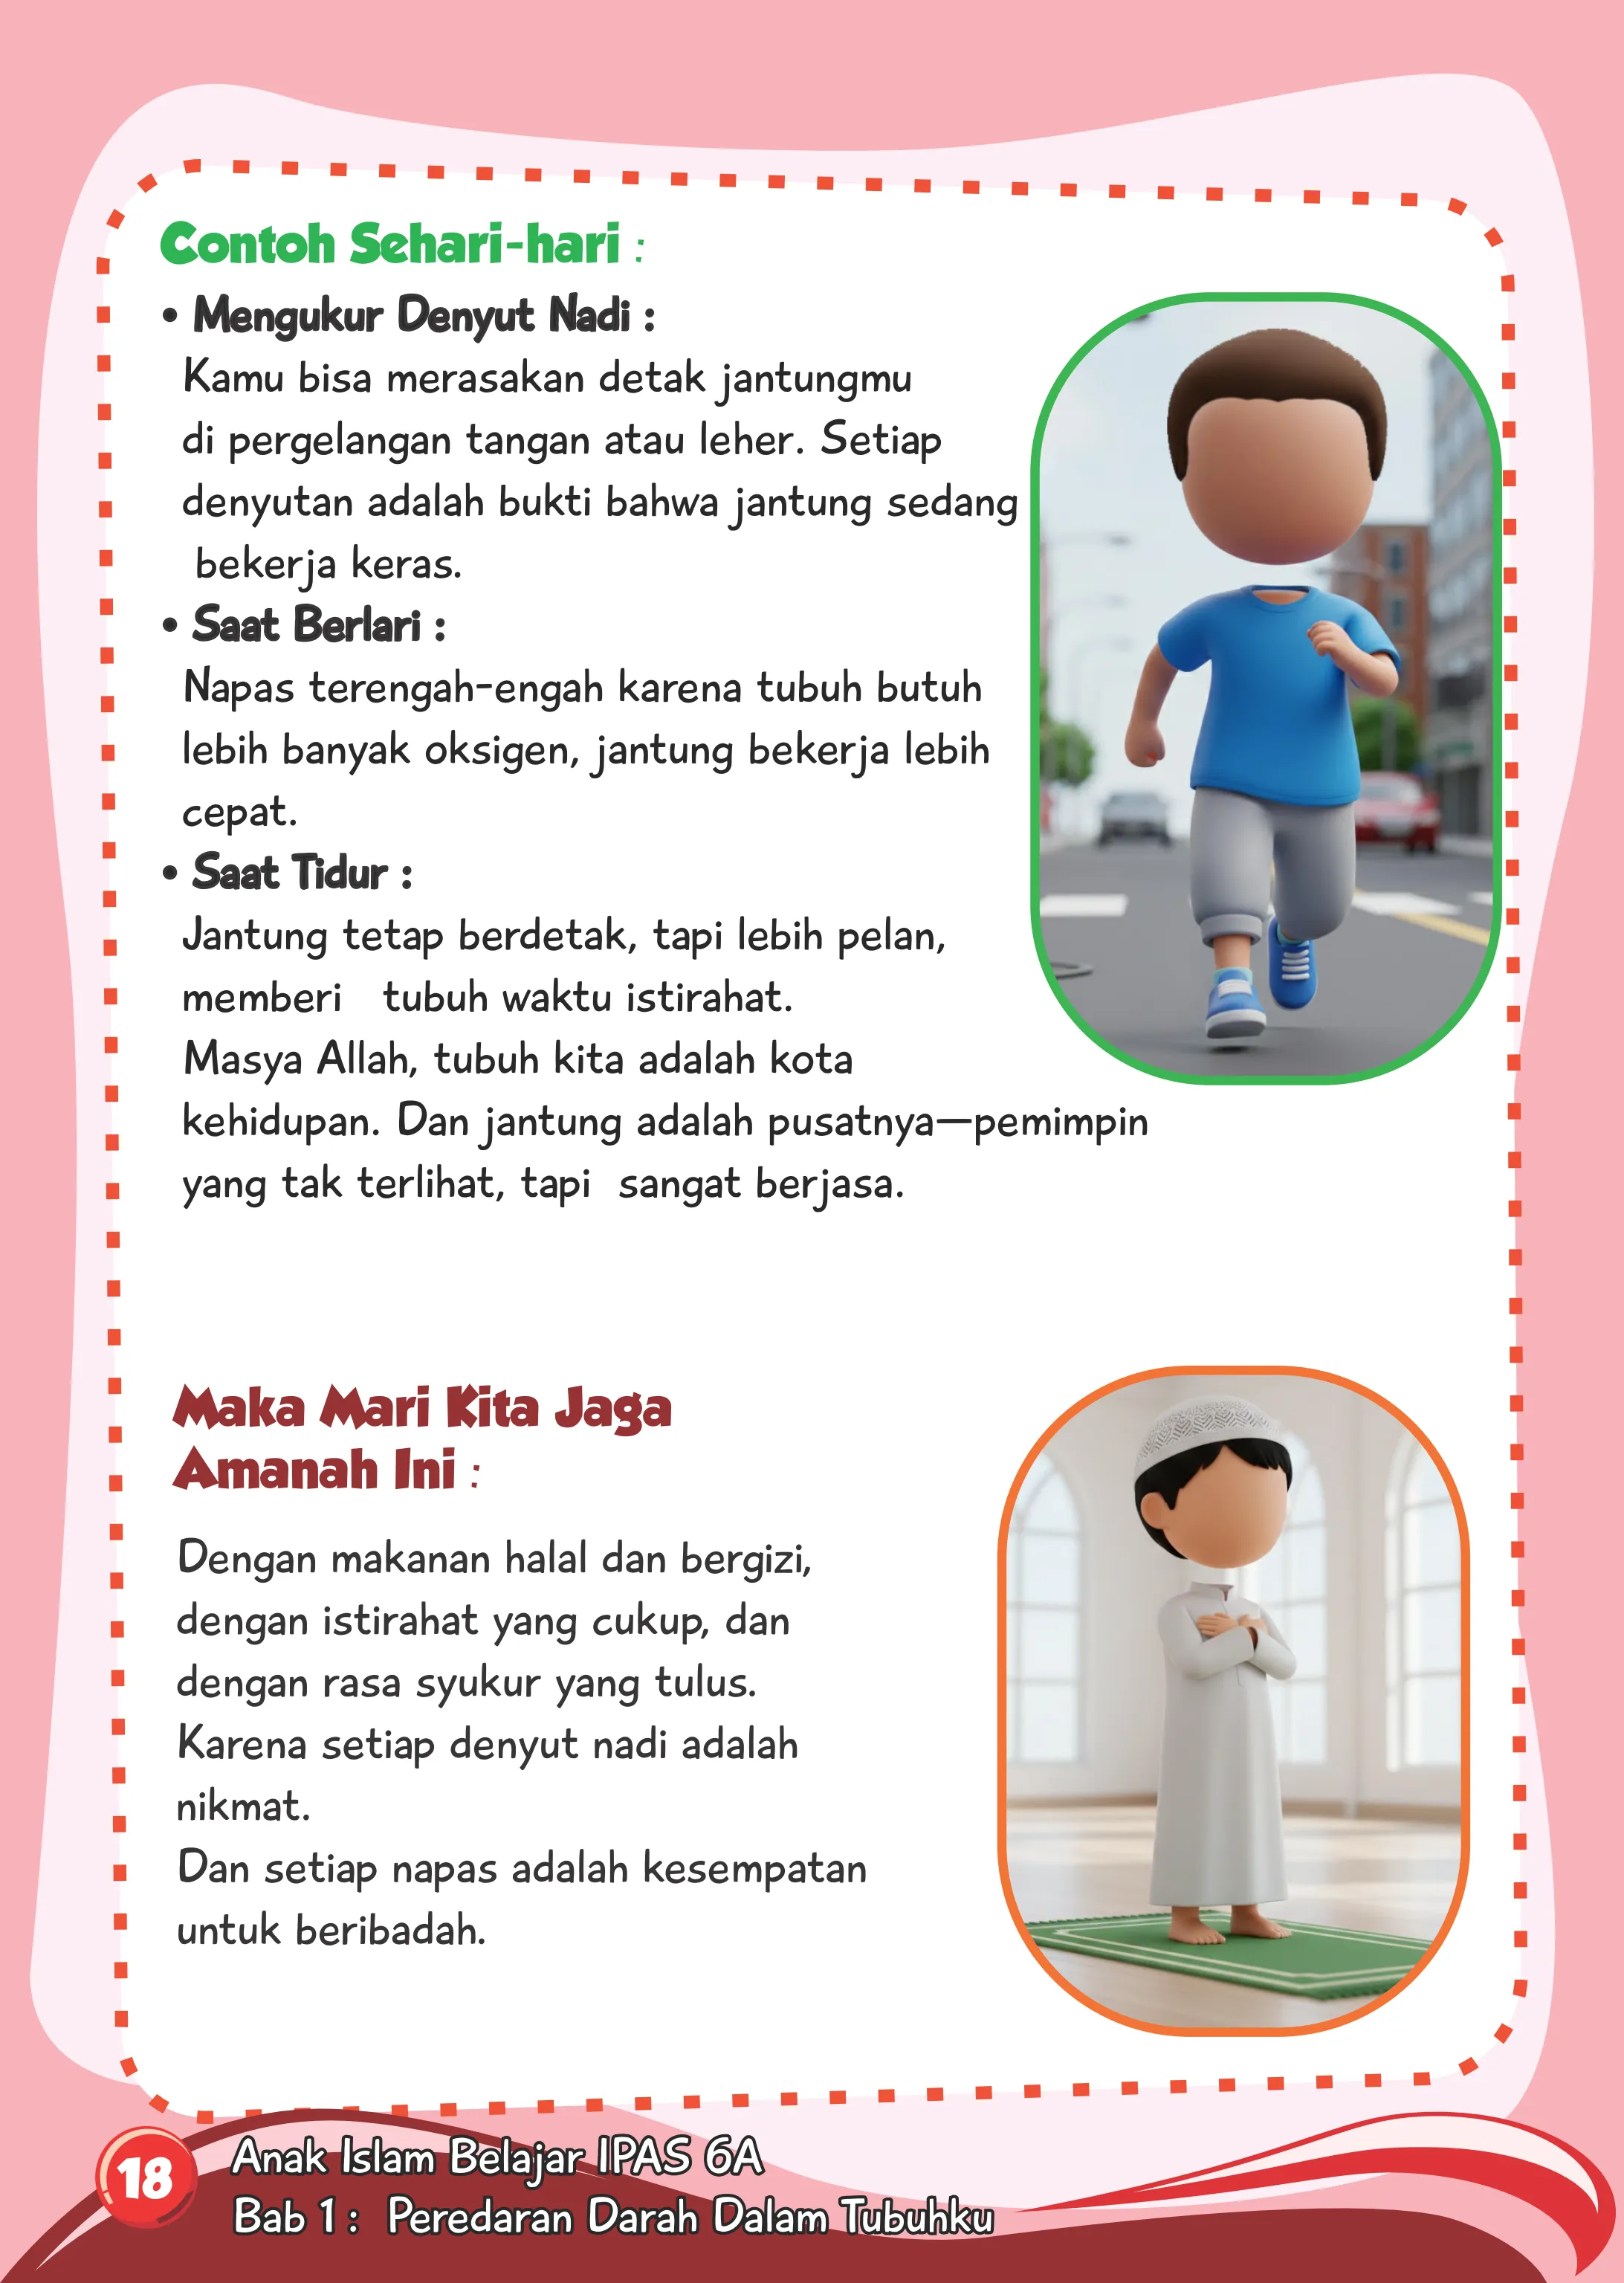 Contoh Sehari-hari :
• Mengukur Denyut Nadi :
Kamu bisa merasakan detak jantungmu
di pergelangan tangan atau leher. Setiap
denyutan adalah bukti bahwa jantung sedang
bekerja keras.
• Saat Berlari :
Napas terengah-engah karena tubuh butuh
lebih banyak oksigen, jantung bekerja lebih
cepat.
• Saat Tidur :
Jantung tetap berdetak, tapi lebih pelan,
memberi tubuh waktu istirahat.
Masya Allah, tubuh kita adalah kota
kehidupan. Dan jantung adalah pusatnya—pemimpin
yang tak terlihat, tapi sangat berjasa.
Maka Mari Kita Jaga
Amanah Ini :
Dengan makanan halal dan bergizi,
dengan istirahat yang cukup, dan
dengan rasa syukur yang tulus.
Karena setiap denyut nadi adalah
nikmat.
Dan setiap napas adalah kesempatan
untuk beribadah.
18
Anak Islam Belajar IPAS 6A
Bab 1 : Peredaran Darah Dalam Tubuhku